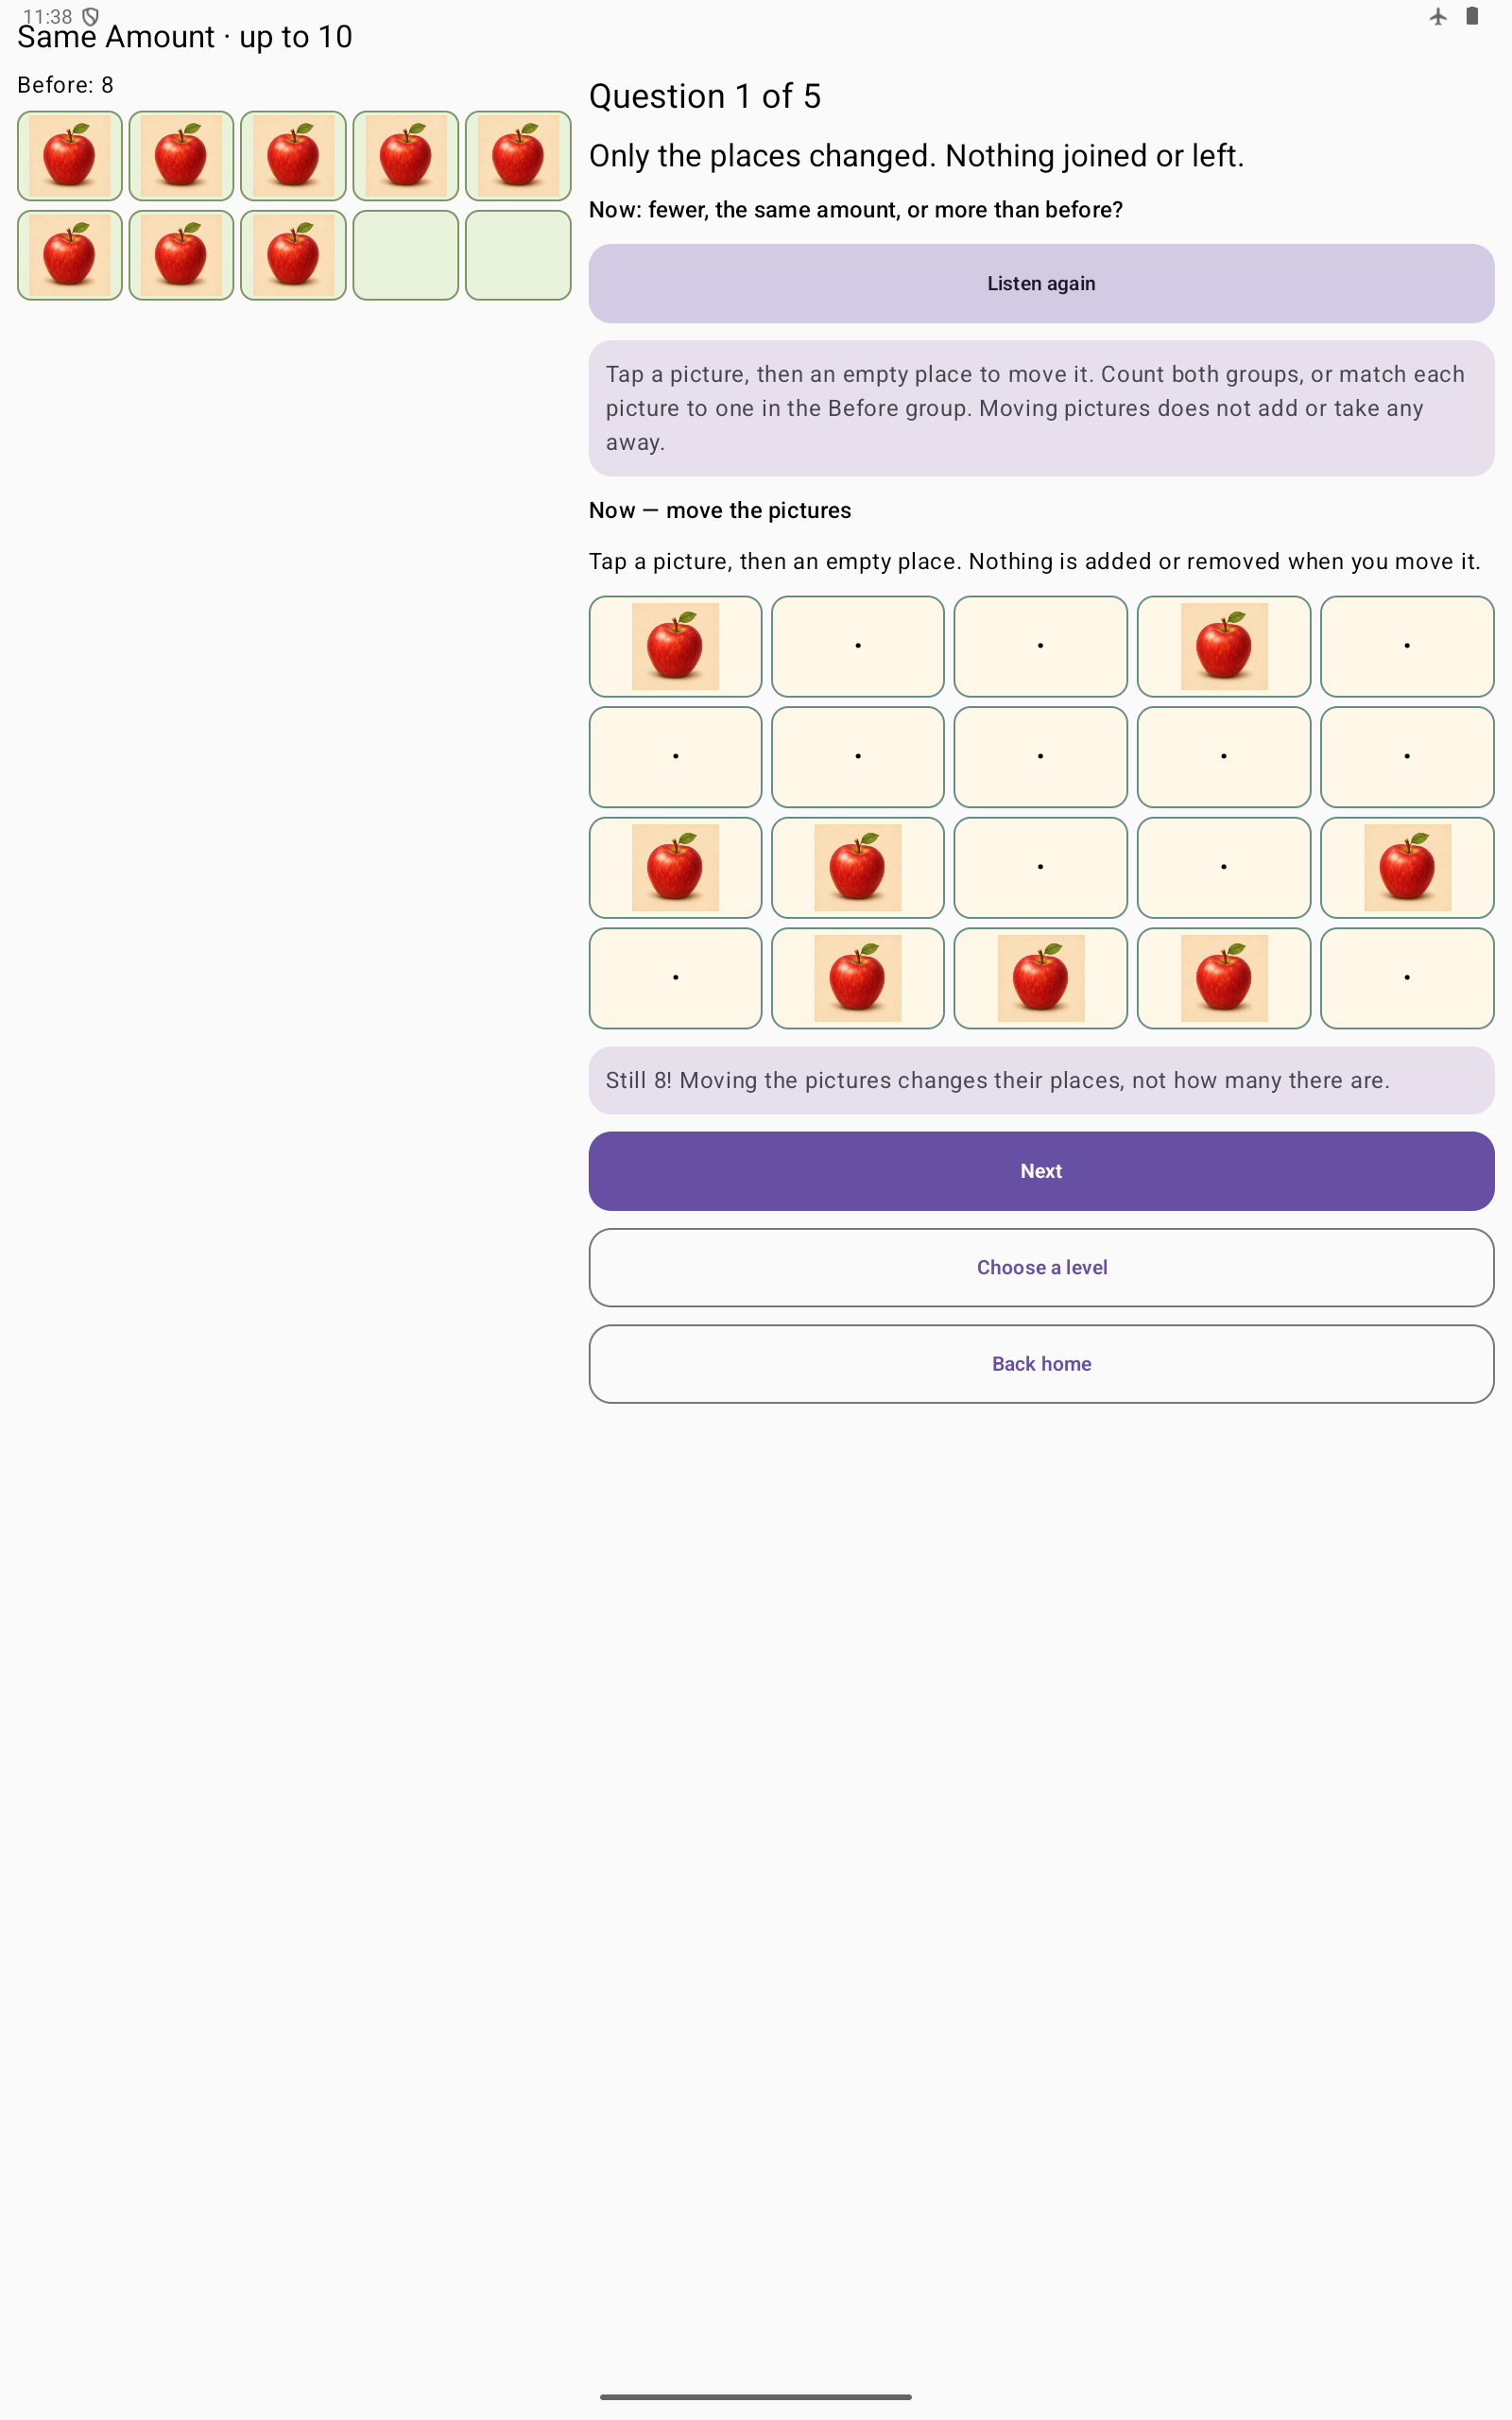 11:38
Same Amount · up to 10
Before: 8
Question 1 of 5
Only the places changed. Nothing joined or left.
Now: fewer, the same amount, or more than before?
Listen again
Tap a picture, then an empty place to move it. Count both groups, or match each
picture to one in the Before group. Moving pictures does not add or take any
away.
Now — move the pictures
Tap a picture, then an empty place. Nothing is added or removed when you move it.
Still 8! Moving the pictures changes their places, not how many there are.
Next
Choose a level
Back home